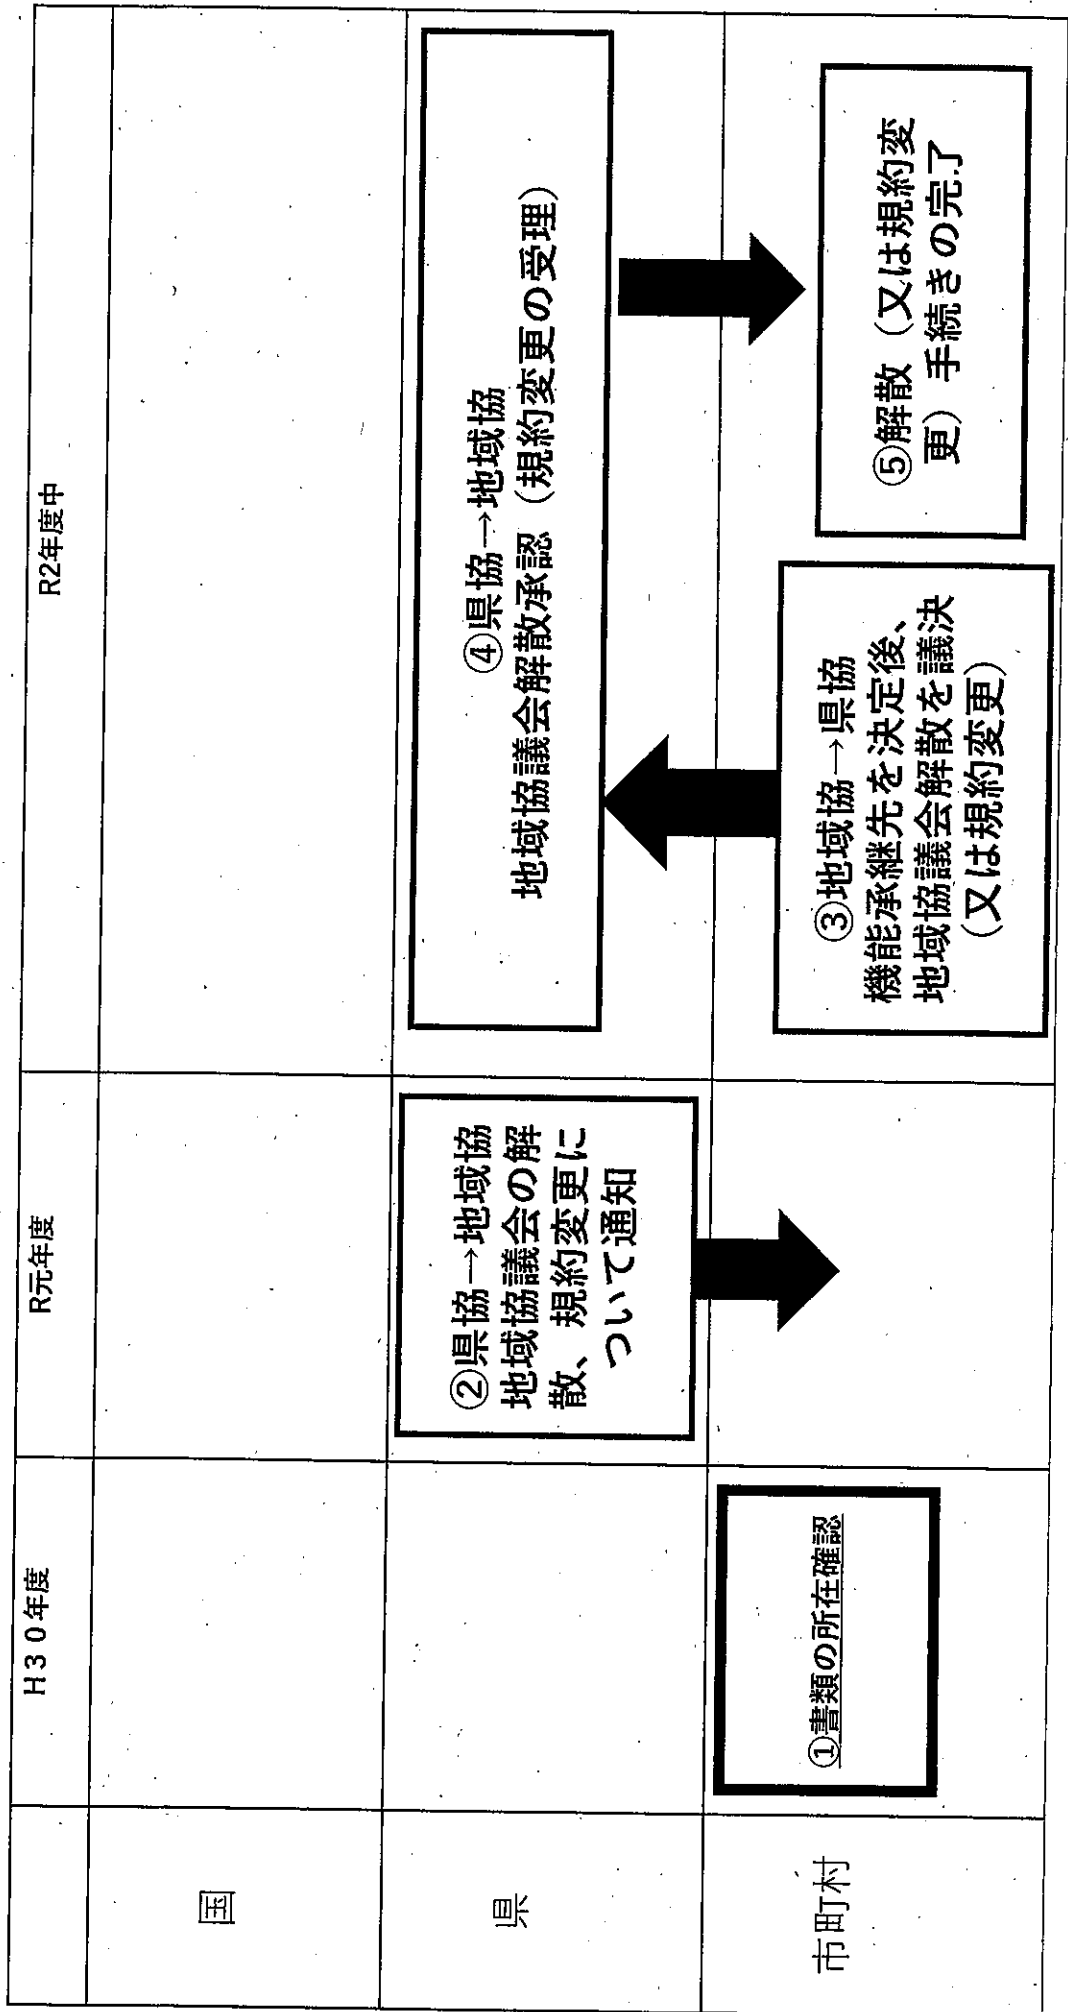 H30年度
R元年度
R2年度中
国
県
②県協→地域協
地域協議会の解
散、規約変更に
ついて通知
④県協→地域協
地域協議会解散承認（規約変更の受理）
市町村
①書類の所在確認
③地域協→県協
機能承継先を決定後、
地域協議会解散を議決
（又は規約変更）
⑤解散（又は規約変
更）手続きの完了